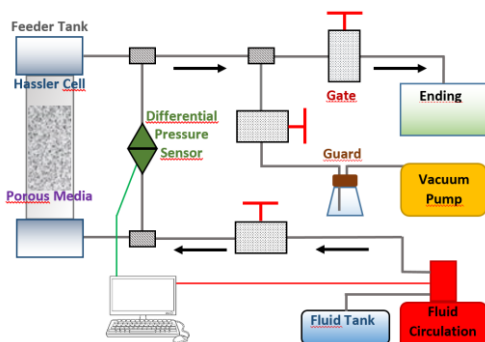 Feeder Tank
Hassler Cell
Differential
Pressure
Sensor
Gate
Ending
Guard
Porous Media
Vacuum
Pump
Fluid Tank
Fluid
Circulation